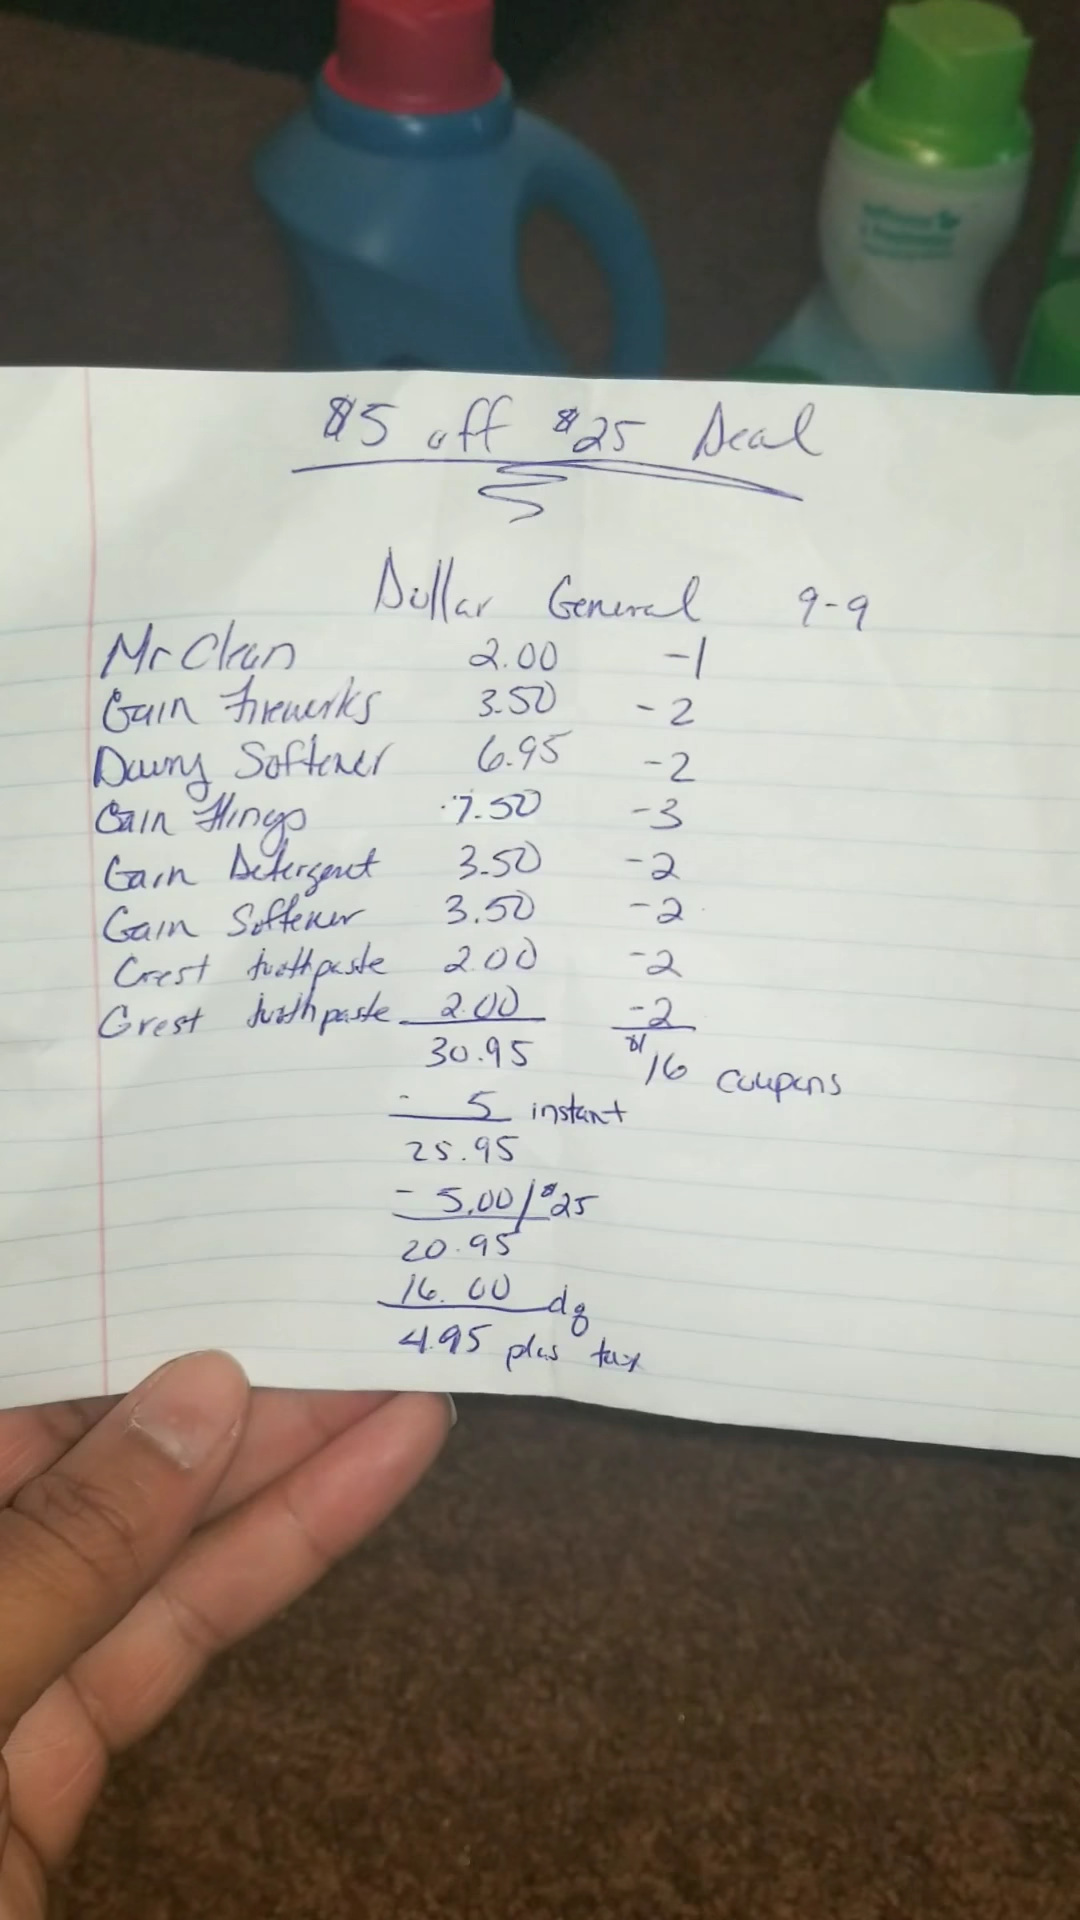 $5 off $25 Deal
Dollar General 9-9
Mr Clean 2.00 -1
Gain Fireworks 3.50 -2
Downy Softener 6.95 -2
Gain Flings 7.50 -3
Gain Detergent 3.50 -2
Gain Softener 3.50 -2
Crest toothpaste 2.00 -2
Crest toothpaste 2.00 -2
30.95 $16 coupons
- 5 instant
25.95
- 5.00/$25
20.95
16.00 dg
4.95 plus tax